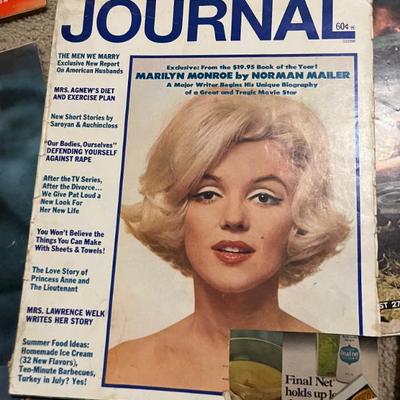 JOURNAL
60¢
Exclusive: From the $19.95 Book of the Year!
MARILYN MONROE by NORMAN MAILER
A Major Writer Begins His Unique Biography
of a Great and Tragic Movie Star
THE MEN WE MARRY
Exclusive New Report
On American Husbands
MRS. AGNEW'S DIET
AND EXERCISE PLAN
New Short Stories by
Saroyan & Auchincloss
"Our Bodies, Ourselves"
DEFENDING YOURSELF
AGAINST RAPE
After the TV Series,
After the Divorce...
We Give Pat Loud a
New Look For
Her New Life
You Won't Believe the
Things You Can Make
With Sheets & Towels!
The Love Story of
Princess Anne and
The Lieutenant
MRS. LAWRENCE WELK
WRITES HER STORY
Summer Food Ideas:
Homemade Ice Cream
(32 New Flavors),
Ten-Minute Barbecues,
Turkey in July? Yes!
ST 27
Final Net
holds up